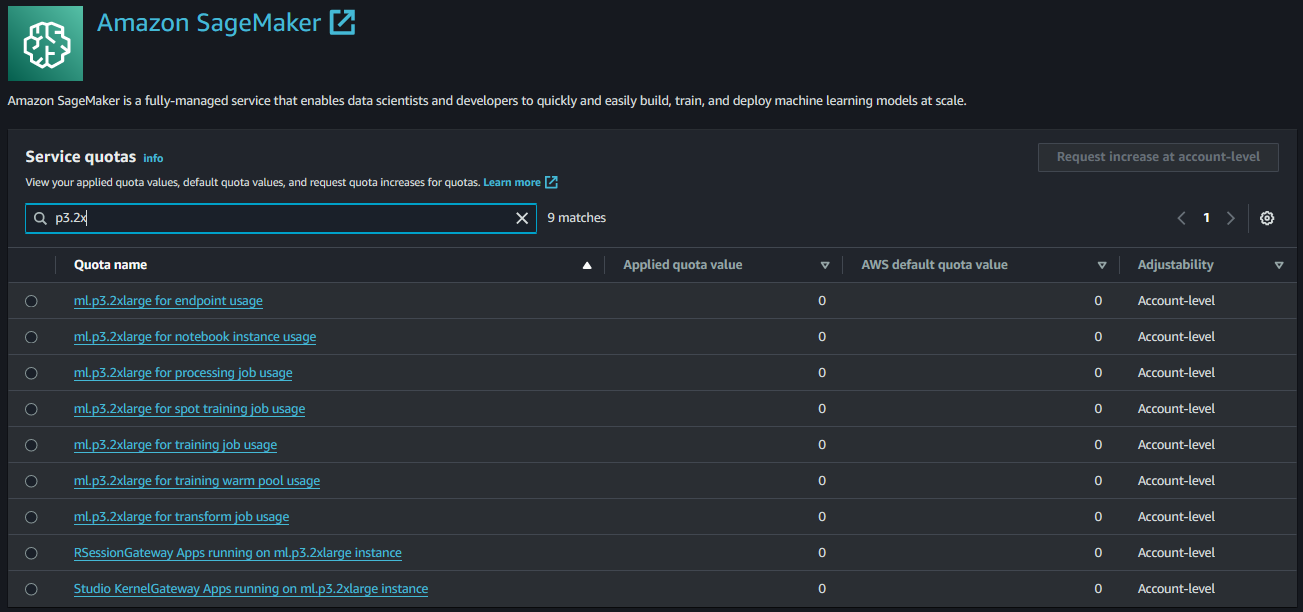 Amazon SageMaker
Amazon SageMaker is a fully-managed service that enables data scientists and developers to quickly and easily build, train, and deploy machine learning models at scale.
Service quotas info
Request increase at account-level
View your applied quota values, default quota values, and request quota increases for quotas. Learn more
p3.2x 9 matches 1
Quota name Applied quota value AWS default quota value Adjustability
ml.p3.2xlarge for endpoint usage 0 0 Account-level
ml.p3.2xlarge for notebook instance usage 0 0 Account-level
ml.p3.2xlarge for processing job usage 0 0 Account-level
ml.p3.2xlarge for spot training job usage 0 0 Account-level
ml.p3.2xlarge for training job usage 0 0 Account-level
ml.p3.2xlarge for training warm pool usage 0 0 Account-level
ml.p3.2xlarge for transform job usage 0 0 Account-level
RSessionGateway Apps running on ml.p3.2xlarge instance 0 0 Account-level
Studio KernelGateway Apps running on ml.p3.2xlarge instance 0 0 Account-level